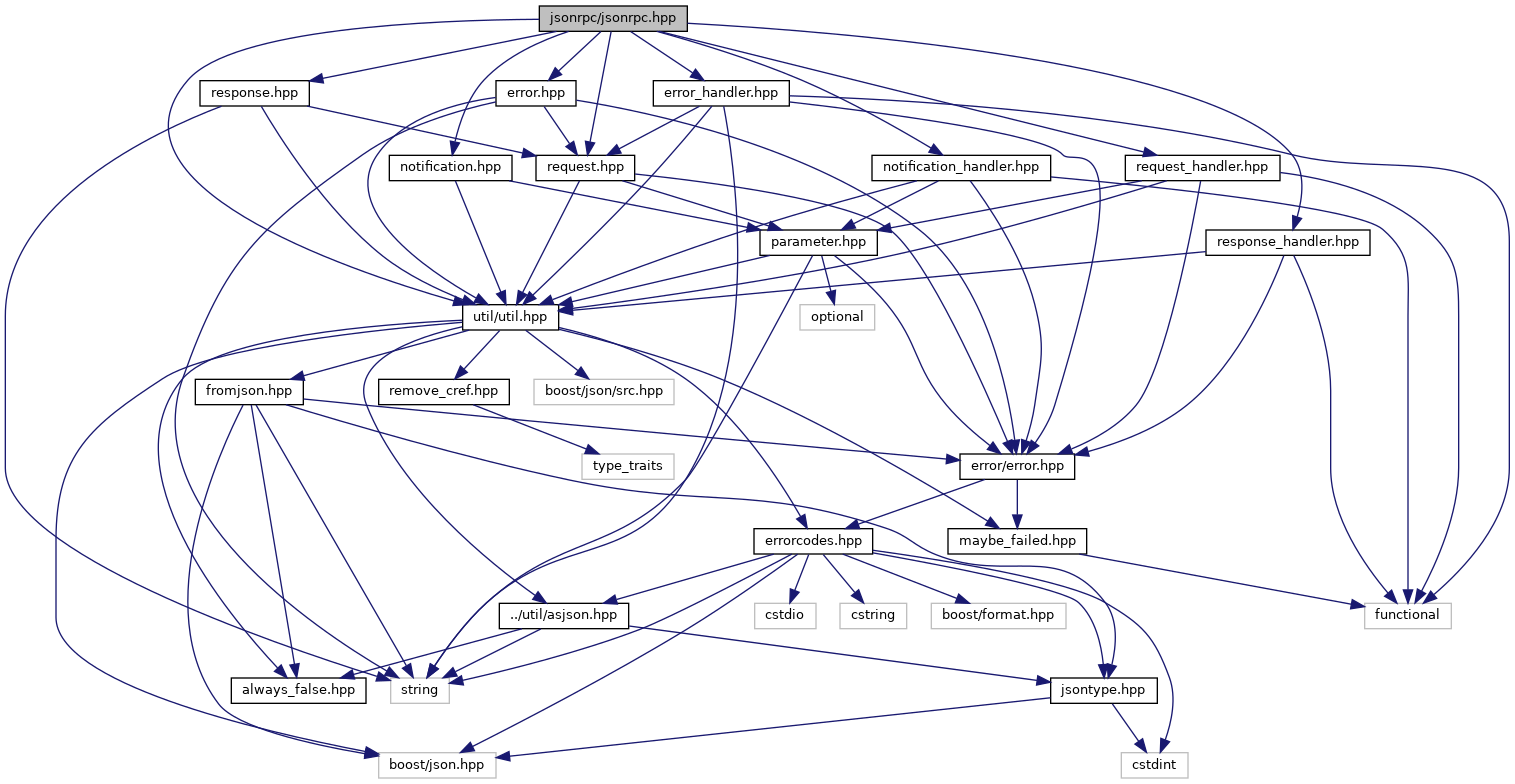 jsonrpc/jsonrpc.hpp
response.hpp
error.hpp
error_handler.hpp
notification.hpp
request.hpp
notification_handler.hpp
request_handler.hpp
parameter.hpp
response_handler.hpp
util/util.hpp
optional
fromjson.hpp
remove_cref.hpp
boost/json/src.hpp
type_traits
error/error.hpp
errorcodes.hpp
maybe_failed.hpp
../util/asjson.hpp
cstdio
cstring
boost/format.hpp
functional
always_false.hpp
string
jsontype.hpp
boost/json.hpp
cstdint